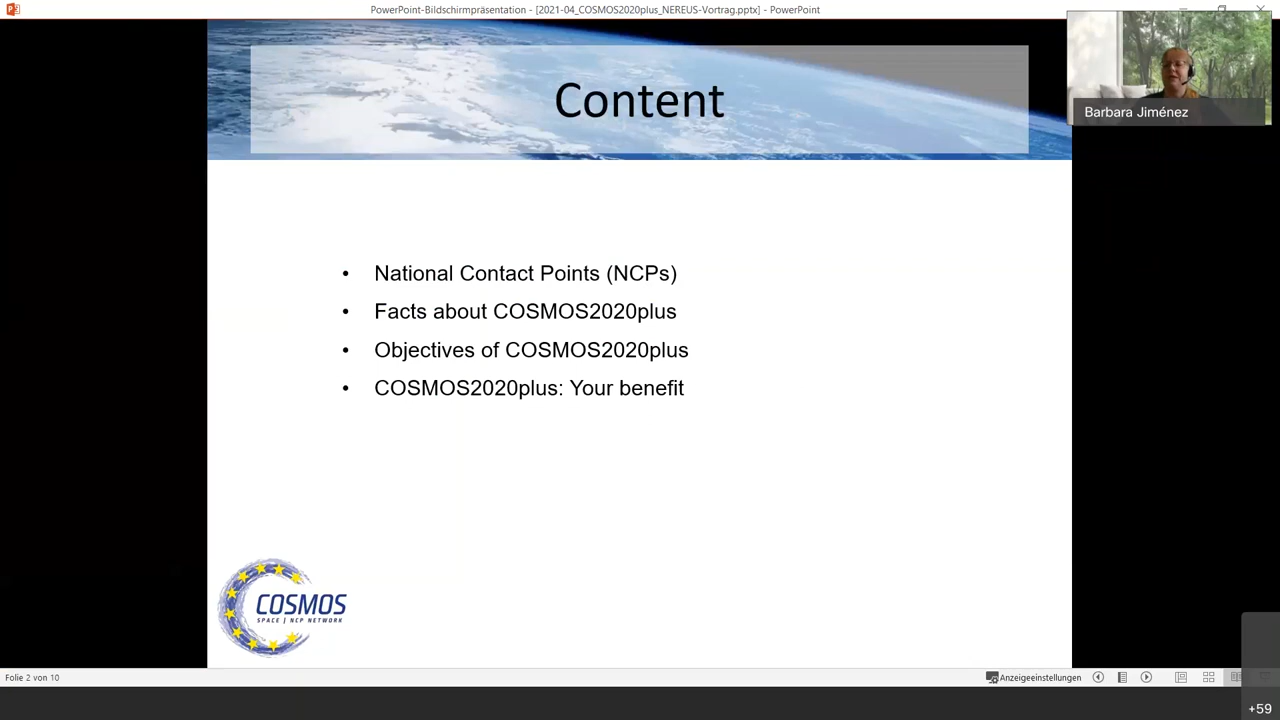 PowerPoint-Bildschirmpräsentation - [2021-04_COSMOS2020plus_NEREUS-Vortrag.pptx] - PowerPoint
Barbara Jiménez
Content
• National Contact Points (NCPs)
• Facts about COSMOS2020plus
• Objectives of COSMOS2020plus
• COSMOS2020plus: Your benefit
COSMOS
SPACE | NCP NETWORK
Folie 2 von 10
Anzeigeeinstellungen
+59